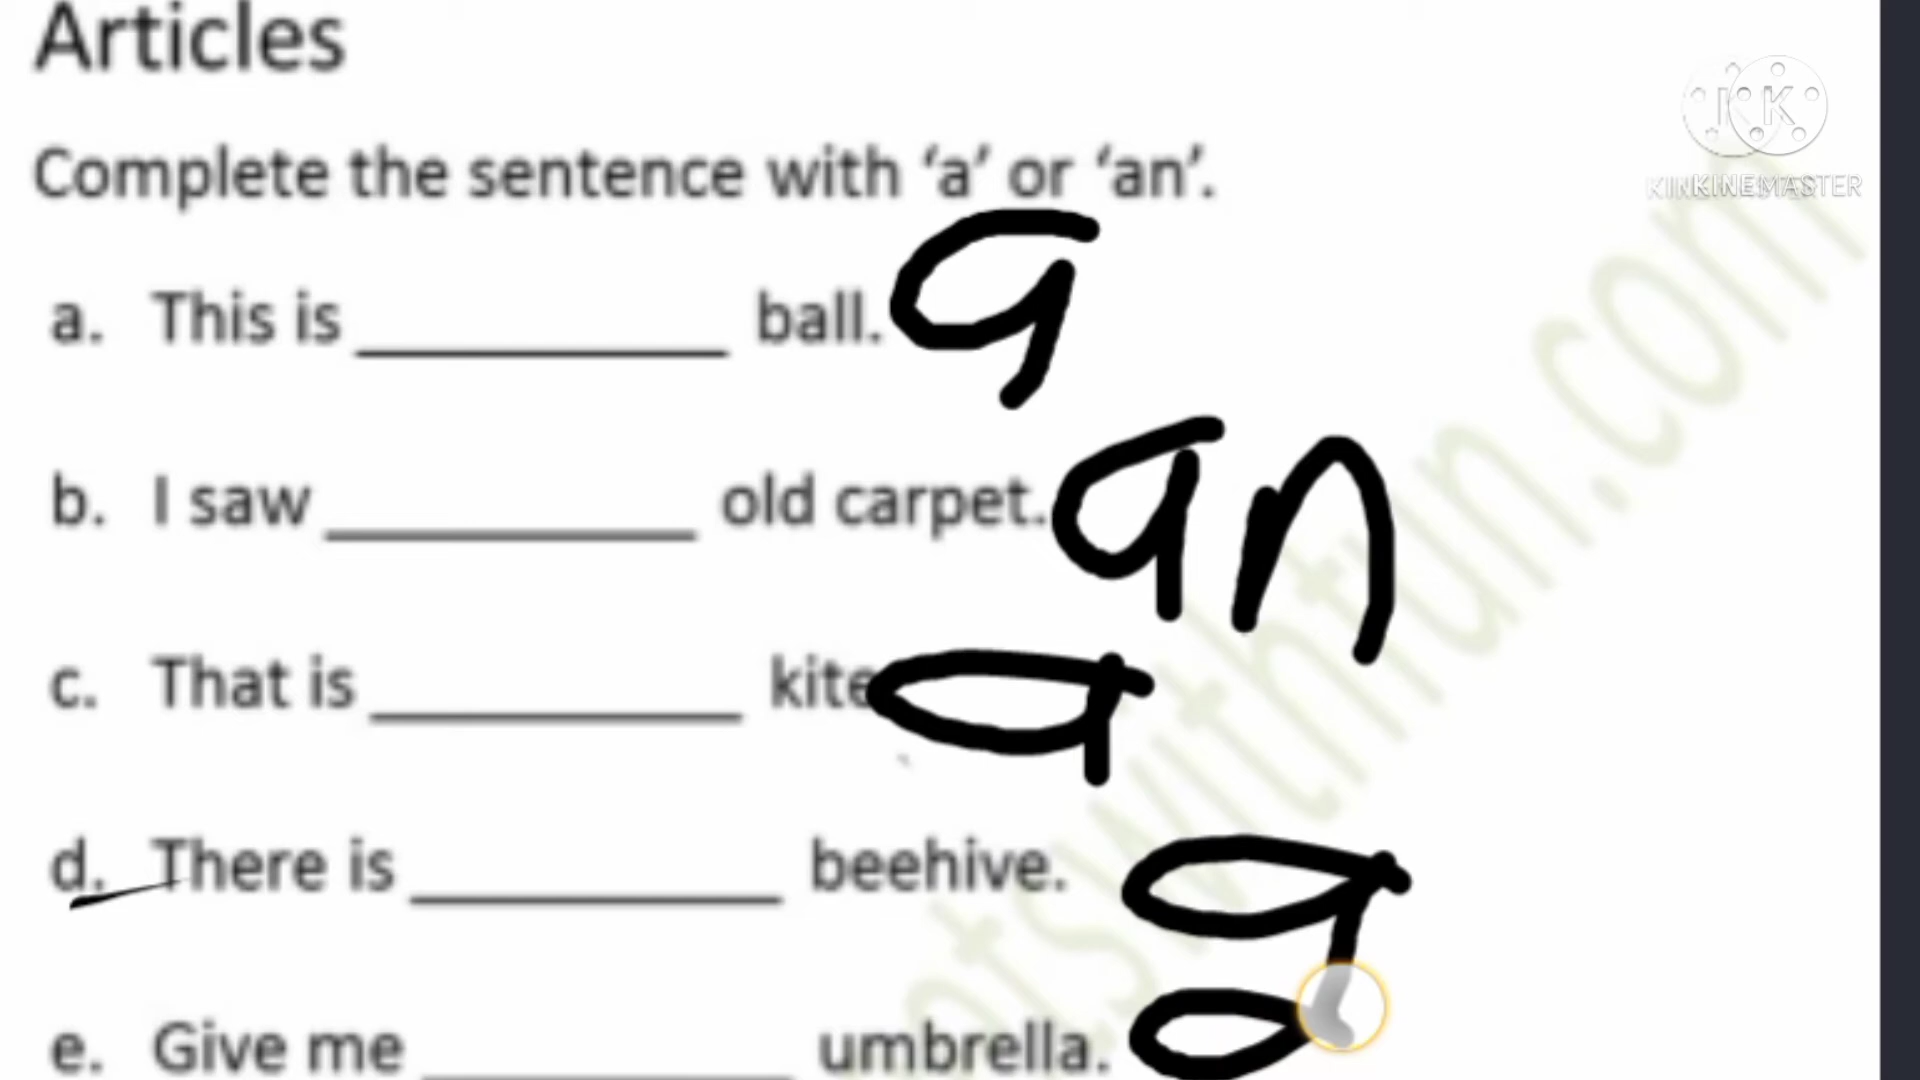 Articles
Complete the sentence with ‘a’ or ‘an’.
a. This is ____________ ball. a
b. I saw ____________ old carpet. an
c. That is ____________ kite a
d. There is ____________ beehive. a
e. Give me ____________ umbrella.
KINEMASTER